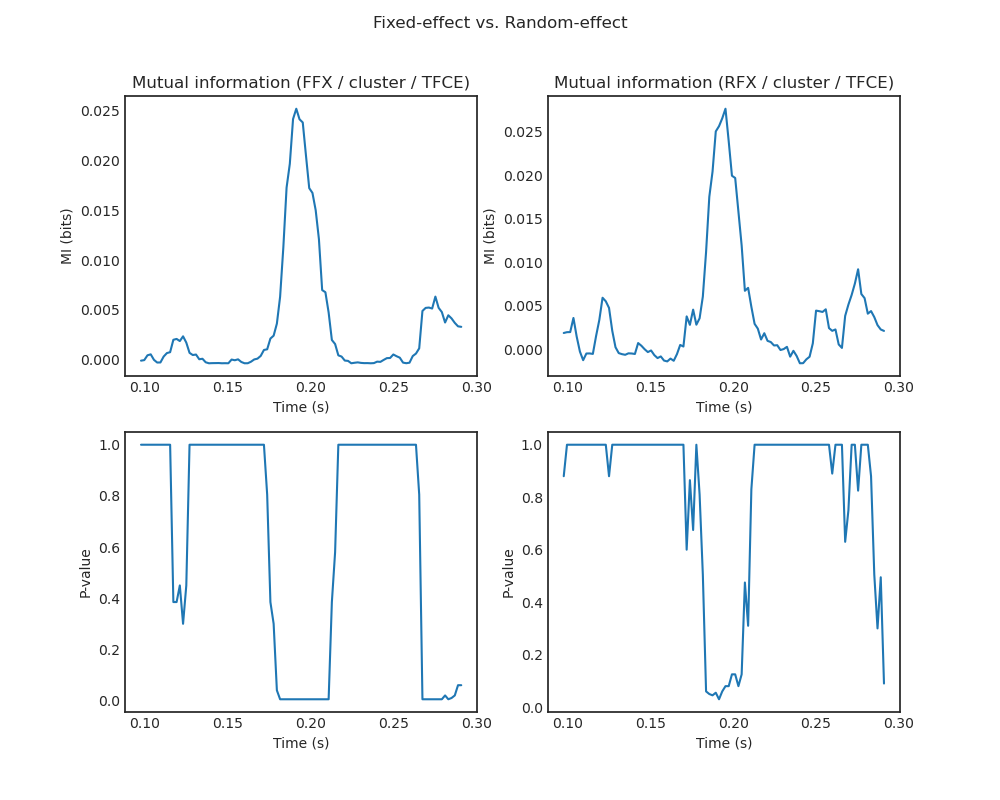 Fixed-effect vs. Random-effect
Mutual information (FFX / cluster / TFCE)
0.025
0.020
0.015
0.010
0.005
0.000
MI (bits)
0.10 0.15 0.20 0.25 0.30
Time (s)
Mutual information (RFX / cluster / TFCE)
0.025
0.020
0.015
0.010
0.005
0.000
MI (bits)
0.10 0.15 0.20 0.25 0.30
Time (s)
1.0
0.8
0.6
0.4
0.2
0.0
P-value
0.10 0.15 0.20 0.25 0.30
Time (s)
1.0
0.8
0.6
0.4
0.2
0.0
P-value
0.10 0.15 0.20 0.25 0.30
Time (s)